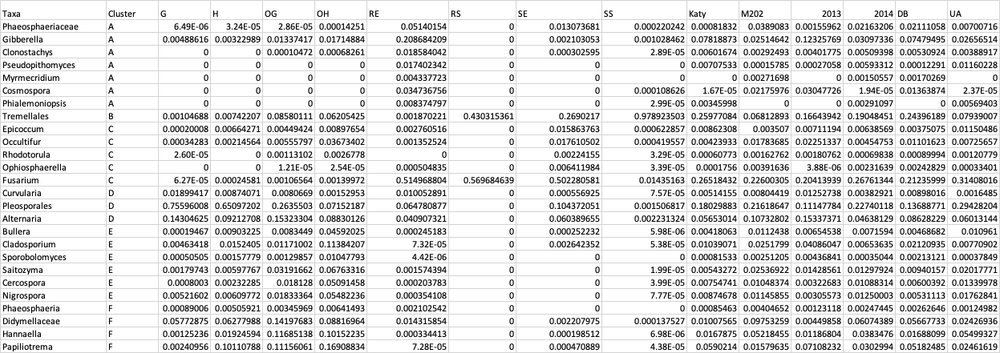 Taxa Cluster G H OG OH RE RS SE SS Katy M202 2013 2014 DB UA
Phaeosphaeriaceae A 6.49E-06 3.24E-05 2.86E-05 0.00014251 0.05140154 0 0.013073681 0.000220242 0.00081832 0.0389083 0.00155962 0.02163206 0.02111058 0.00700716
Gibberella A 0.00488616 0.00322989 0.01337417 0.01714884 0.208684209 0 0.002103053 0.001028462 0.07818873 0.02514642 0.12325769 0.03097336 0.07479495 0.02656514
Clonostachys A 0 0 0.00010472 0.00068261 0.018584042 0 0.000302595 2.89E-05 0.00601674 0.00292493 0.00401775 0.00509398 0.00530924 0.00388917
Pseudopithomyces A 0 0 0 0 0.017402342 0 0 0 0.00707533 0.00015785 0.00027058 0.00593312 0.00012291 0.01160228
Myrmecridium A 0 0 0 0 0.004337723 0 0 0 0 0.00271698 0 0.00150557 0.00170269 0
Cosmospora A 0 0 0 0 0.034736756 0 0 0.000108626 1.67E-05 0.02175976 0.03047726 1.94E-05 0.01363874 2.37E-05
Phialemoniopsis A 0 0 0 0 0.008374797 0 0 2.99E-05 0.00345998 0 0 0.00291097 0 0.00569403
Tremellales B 0.00104688 0.00742207 0.08580111 0.06205425 0.001870221 0.430315361 0.2690217 0.978923503 0.25977084 0.06812893 0.16643942 0.19048451 0.24396189 0.07939007
Epicoccum C 0.00020008 0.00664271 0.00449424 0.00897654 0.002760516 0 0.015863763 0.000622857 0.00862308 0.003507 0.00711194 0.00638569 0.00375075 0.01150486
Occultifur C 0.00034283 0.00214564 0.00555797 0.03673402 0.001352524 0 0.017610502 0.000419557 0.00423933 0.01783685 0.02251337 0.00454753 0.01101623 0.00725657
Rhodotorula C 2.60E-05 0 0.00113102 0.0026778 0 0 0.00224155 3.29E-05 0.00060773 0.00162762 0.00180762 0.00069838 0.00089994 0.00120779
Ophiosphaerella C 0 0 1.21E-05 2.54E-05 0.000504835 0 0.006411984 3.39E-05 0.0001756 0.00391636 3.88E-06 0.00231639 0.00242829 0.00033401
Fusarium C 6.27E-05 0.00024581 0.00106564 0.00139972 0.514968804 0.569684639 0.502280581 0.01435163 0.26518432 0.22600305 0.20413939 0.26761344 0.21235999 0.31408016
Curvularia D 0.01899417 0.00874071 0.0080669 0.00152953 0.010052891 0 0.000556925 7.57E-05 0.00514155 0.00804419 0.01252738 0.00382921 0.00898016 0.0016485
Pleosporales D 0.75596008 0.65097202 0.2635503 0.07152187 0.064780877 0 0.104372051 0.001506817 0.18029883 0.21618647 0.11147784 0.22740118 0.13688771 0.29428204
Alternaria D 0.14304625 0.09212708 0.15323304 0.08830126 0.040907321 0 0.060389655 0.002231324 0.05653014 0.10732802 0.15337371 0.04638129 0.08628229 0.06013144
Bullera E 0.00019467 0.00903225 0.0083449 0.04592025 0.000245183 0 0.000252232 5.98E-06 0.00418063 0.0112438 0.00654538 0.0071594 0.00468682 0.010961
Cladosporium E 0.00463418 0.0152405 0.01171002 0.11384207 7.32E-05 0 0.002642352 5.38E-05 0.01039071 0.0251799 0.04086047 0.00653635 0.02120935 0.00770902
Sporobolomyces E 0.00050505 0.00157779 0.00129857 0.01047793 4.42E-06 0 0 0 0.00081533 0.00251205 0.00436841 0.00035044 0.00213121 0.00037849
Saitozyma E 0.00179743 0.00597767 0.03191662 0.06763316 0.001574394 0 0 1.99E-05 0.00543272 0.02536922 0.01428561 0.01297924 0.00940157 0.02017771
Cercospora E 0.0008003 0.00232285 0.018128 0.05091458 0.000203783 0 0 3.99E-05 0.00754741 0.01048374 0.00322683 0.01088314 0.00600392 0.01339978
Nigrospora E 0.00521602 0.00609772 0.01833364 0.05482236 0.000354108 0 0 7.77E-05 0.00874678 0.01145855 0.00305573 0.01250003 0.00531113 0.01762841
Phaeosphaeria F 0.00089006 0.00505921 0.00345969 0.00641493 0.002102542 0 0 0 0.00085463 0.00404652 0.00123118 0.00247445 0.00262646 0.00124982
Didymellaceae F 0.05772875 0.06277988 0.14197683 0.08816964 0.014315854 0 0.002207975 0.000137527 0.01007565 0.09753259 0.00449858 0.06074389 0.05667733 0.02426936
Hannaella F 0.00125236 0.01924594 0.11685138 0.10152235 0.000334413 0 0.000198512 6.98E-06 0.0167875 0.05218455 0.01186804 0.0383476 0.01688099 0.05499327
Papiliotrema F 0.00240956 0.10110788 0.11156061 0.16908834 7.28E-05 0 0.000470889 4.38E-05 0.0590214 0.01579635 0.07108232 0.0302994 0.05182485 0.02461619